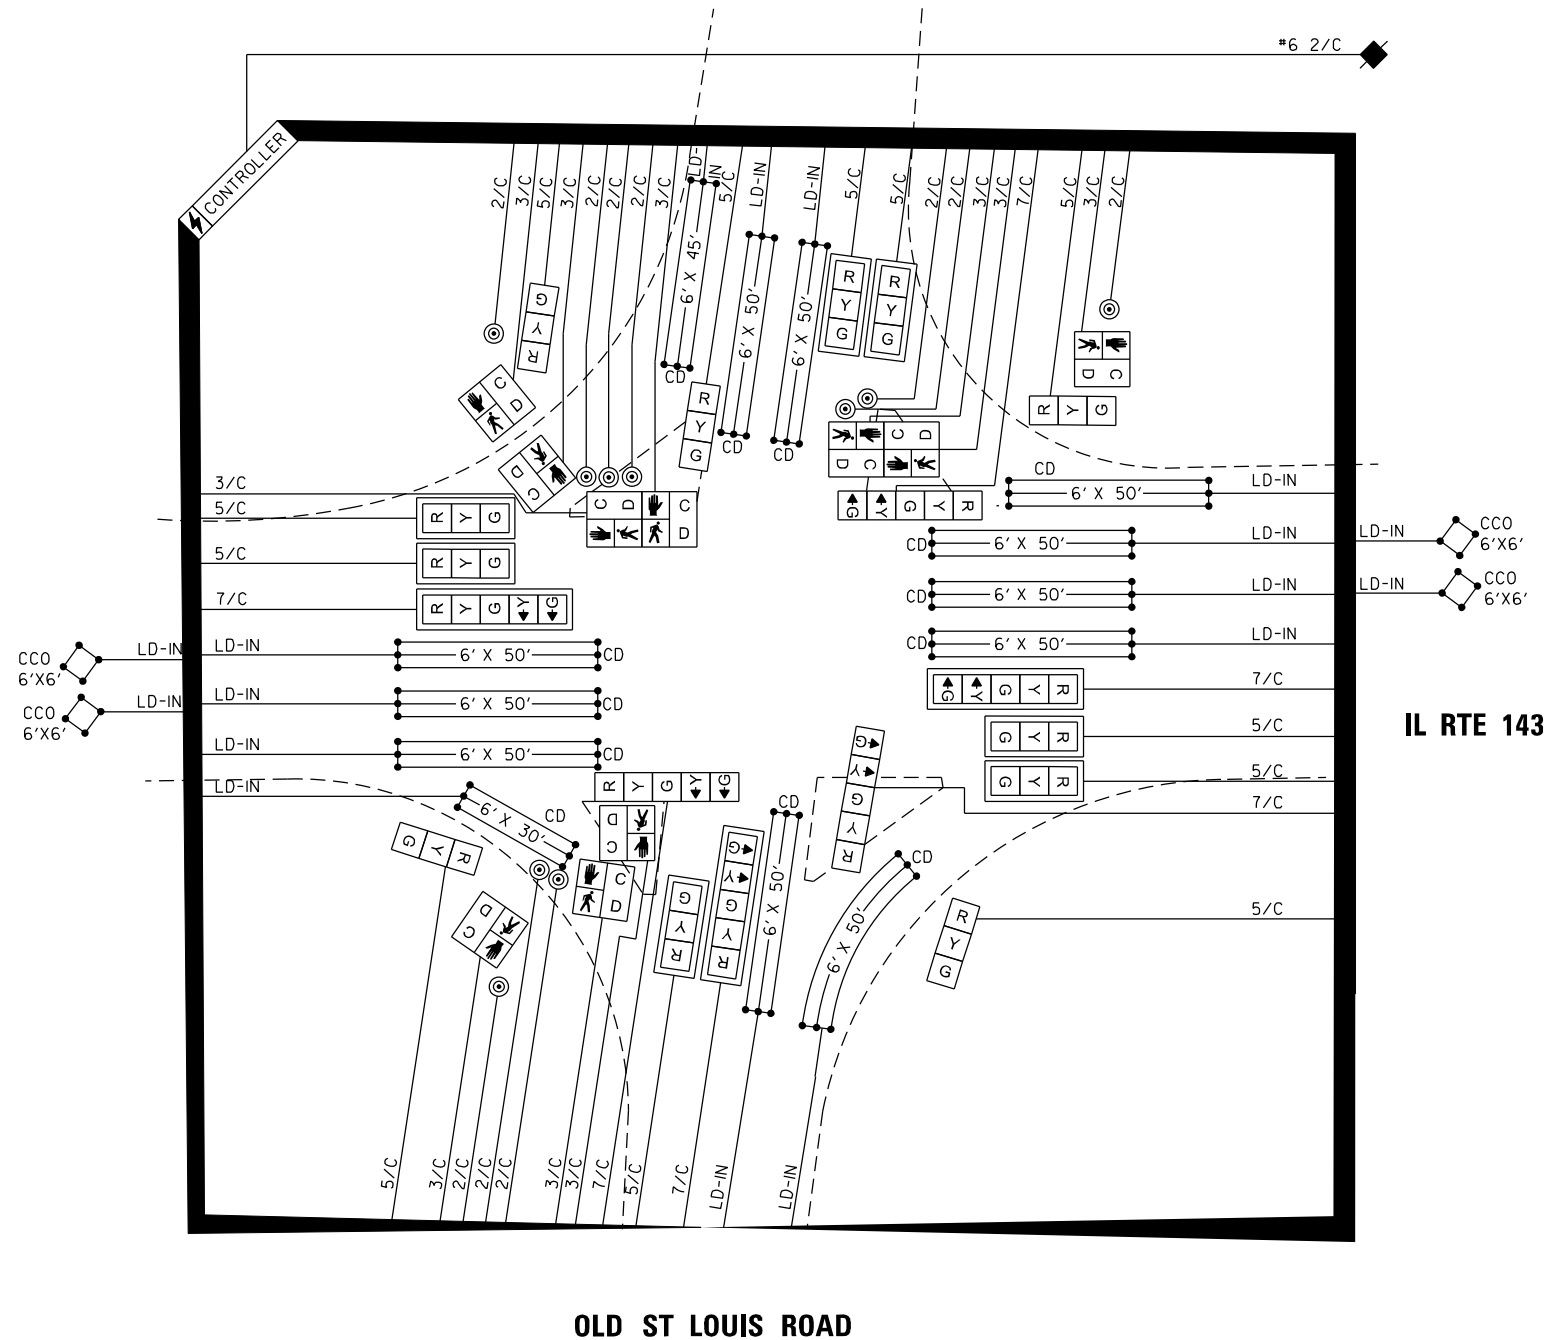 #6 2/C
CONTROLLER
2/C
3/C
5/C
3/C
2/C
2/C
2/C
3/C
LD-IN
5/C
LD-IN
LD-IN
5/C
5/C
2/C
2/C
3/C
3/C
7/C
5/C
3/C
2/C
6' X 45'
CD
6' X 50'
CD
6' X 50'
CD
R Y G
R Y G
R Y G
R Y G
R Y G
C D
C D
C D
C D
C D
D C
C D
R Y G Y G
3/C
5/C
R Y G
5/C
R Y G
7/C
R Y G Y G
CD
6' X 50'
LD-IN
CD
6' X 50'
LD-IN
LD-IN
CCO
6'X6'
CD
6' X 50'
LD-IN
LD-IN
CCO
6'X6'
CD
6' X 50'
LD-IN
CCO
6'X6'
LD-IN
LD-IN
6' X 50'
CD
CCO
6'X6'
LD-IN
LD-IN
6' X 50'
CD
LD-IN
6' X 50'
CD
LD-IN
6' X 30'
CD
R Y G Y G
7/C
R Y G
5/C
R Y G
5/C
7/C
IL RTE 143
R Y G Y G
R Y G Y G
C D
C D
C D
R Y G
R Y G
R Y G Y G
6' X 50'
CD
6' X 50'
CD
R Y G
5/C
5/C
3/C
2/C
2/C
2/C
3/C
3/C
7/C
5/C
7/C
LD-IN
LD-IN
OLD ST LOUIS ROAD